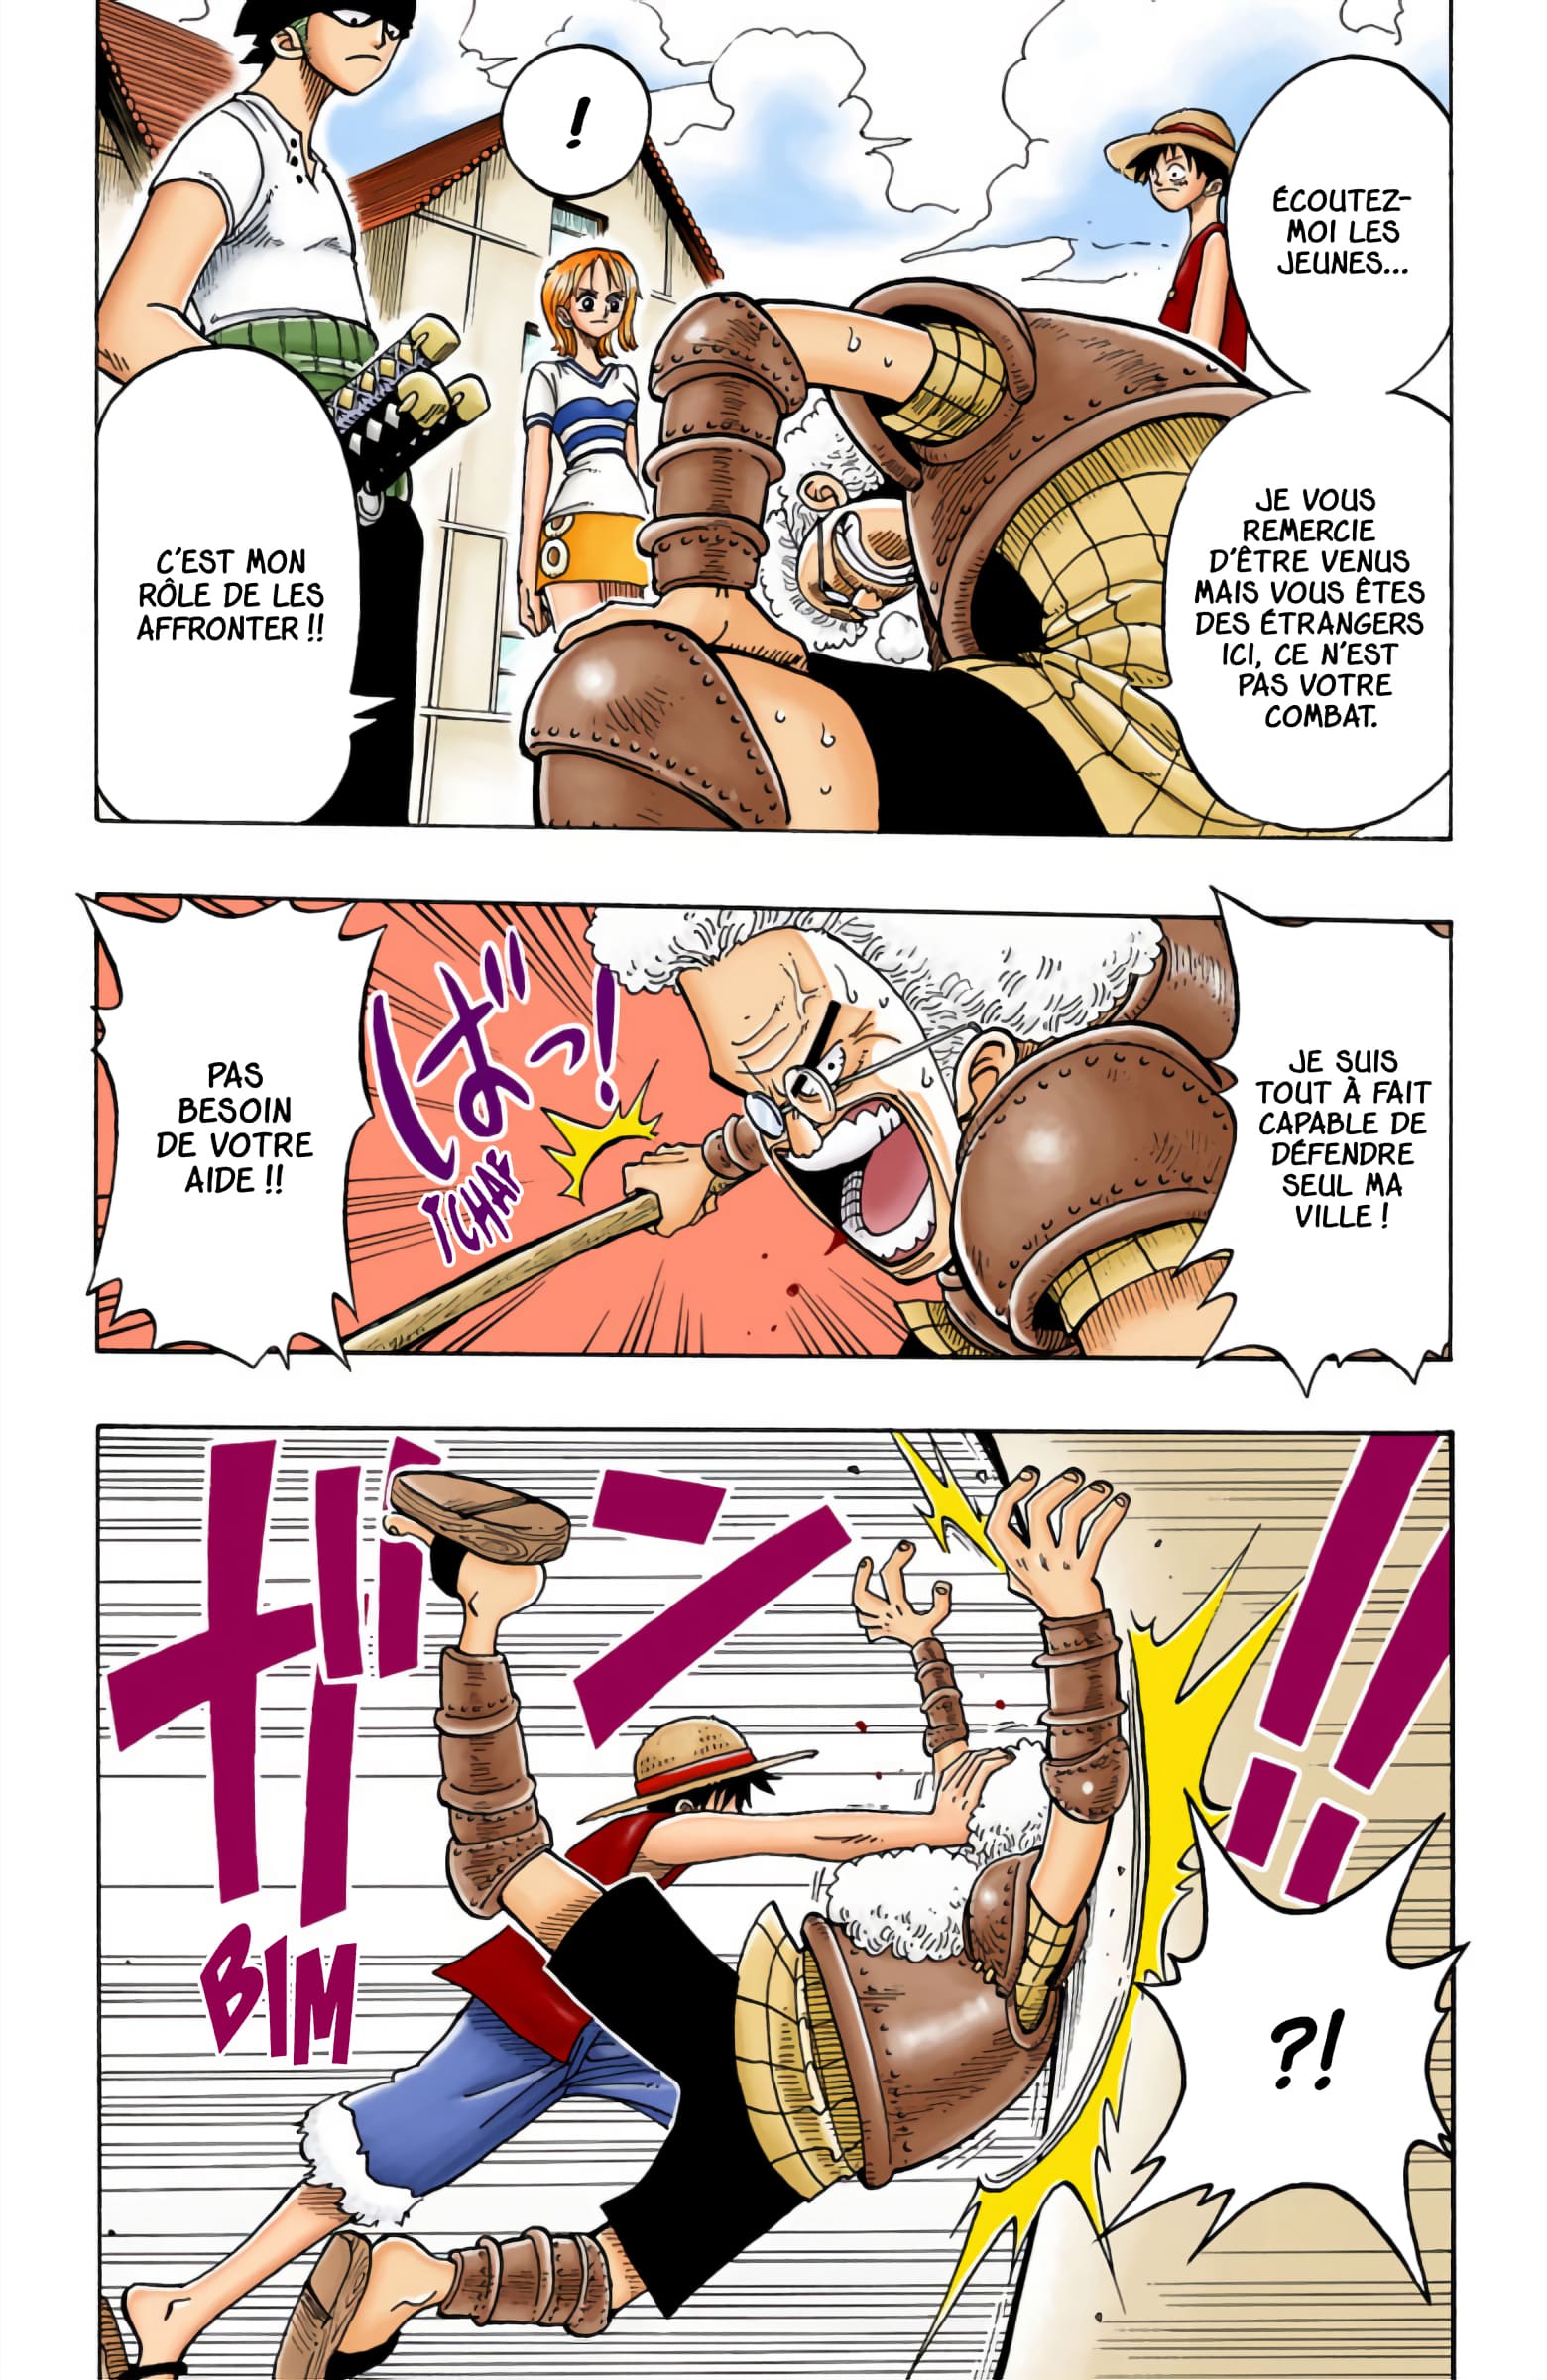 ÉCOUTEZ-
MOI LES
JEUNES...
!
JE VOUS
REMERCIE
D'ÊTRE VENUS
MAIS VOUS ÊTES
DES ÉTRANGERS
ICI, CE N'EST
PAS VOTRE
COMBAT.
C'EST MON
RÔLE DE LES
AFFRONTER !!
JE SUIS
TOUT À FAIT
CAPABLE DE
DÉFENDRE
SEUL MA
VILLE !
ばっ!
TCHAK
PAS
BESOIN
DE VOTRE
AIDE !!
ガン!!
BIM
?!